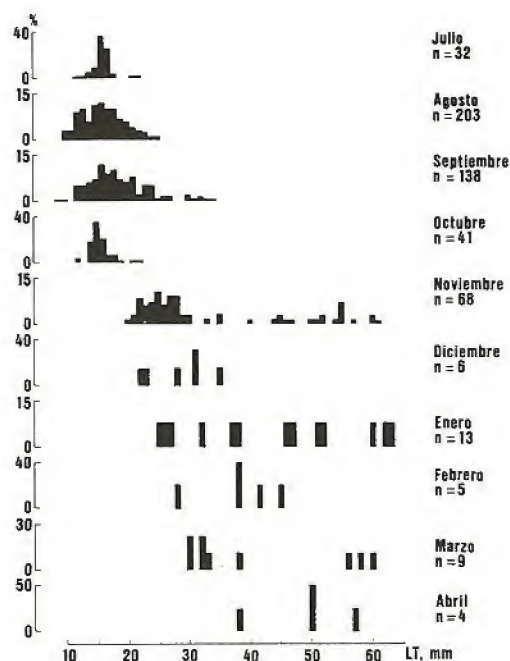 %
40
0
Julio
n = 32
15
0
Agosto
n = 203
15
0
Septiembre
n = 138
40
0
Octubre
n = 41
15
0
Noviembre
n = 68
40
0
Diciembre
n = 6
15
0
Enero
n = 13
40
0
Febrero
n = 5
30
0
Marzo
n = 9
50
0
Abril
n = 4
10 20 30 40 50 60 LT, mm